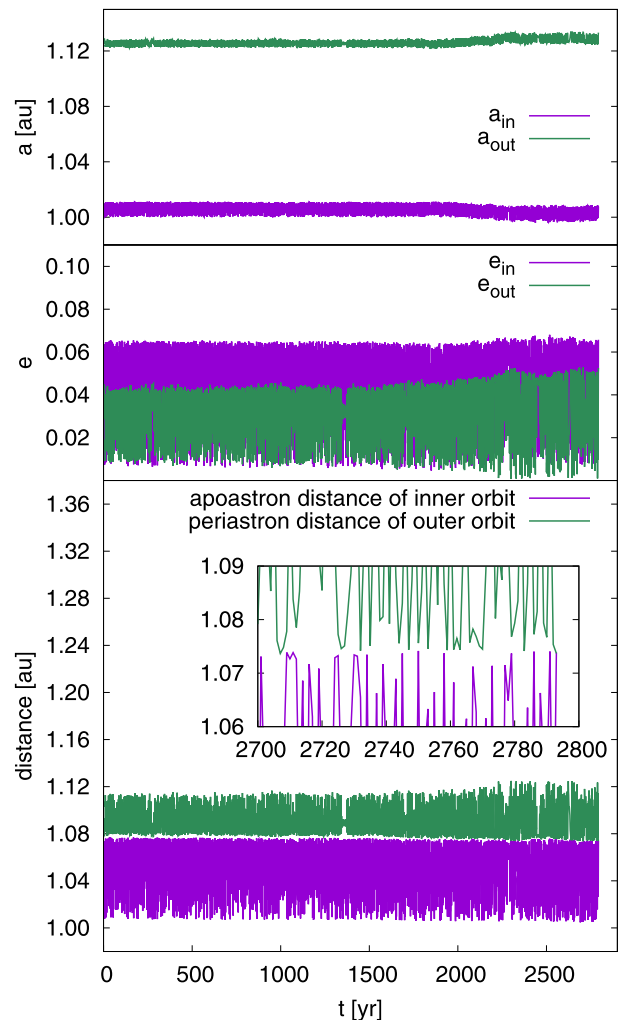 1.12
1.08
1.04
1.00
a [au]
a_in
a_out
0.10
0.08
0.06
0.04
0.02
e
e_in
e_out
1.36
1.32
1.28
1.24
1.20
1.16
1.12
1.08
1.04
1.00
distance [au]
apoastron distance of inner orbit
periastron distance of outer orbit
1.09
1.08
1.07
1.06
2700 2720 2740 2760 2780 2800
0 500 1000 1500 2000 2500
t [yr]